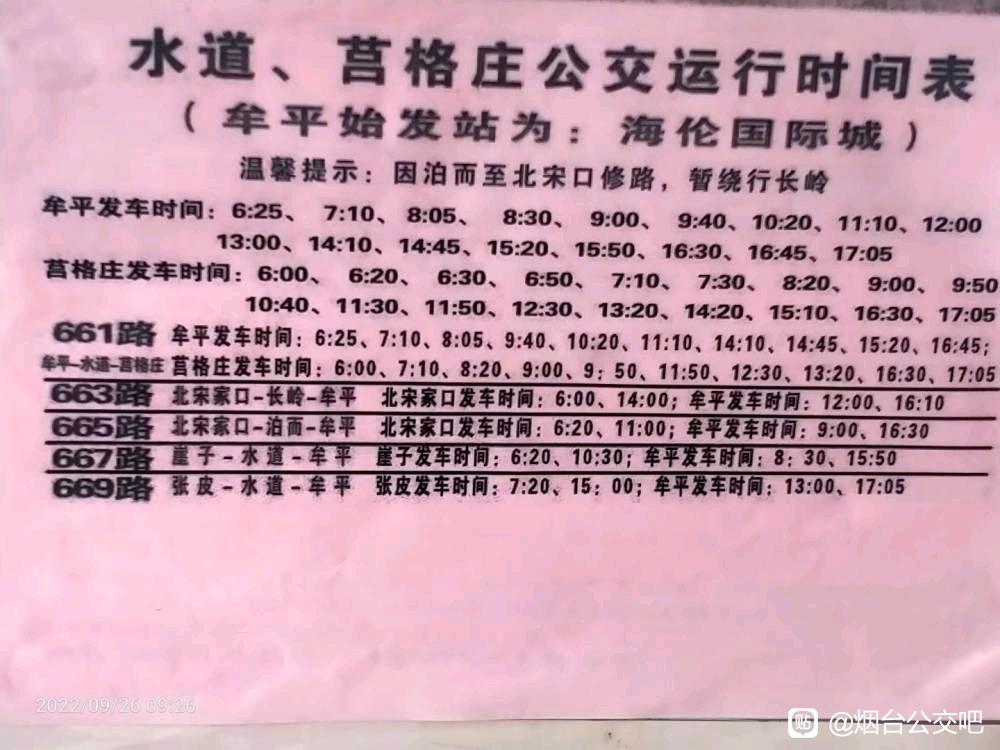 水道、莒格庄公交运行时间表
（牟平始发站为：海伦国际城）
温馨提示：因泊而至北宋口修路，暂绕行长岭
牟平发车时间：6:25、 7:10、 8:05、 8:30、 9:00、 9:40、10:20、11:10、12:00
13:00、14:10、14:45、15:20、15:50、16:30、16:45、17:05
莒格庄发车时间：6:00、 6:20、 6:30、 6:50、 7:10、 7:30、 8:20、 9:00、 9:50
10:40、11:30、11:50、12:30、13:20、14:20、15:10、16:30、17:05
661路 牟平发车时间：6:25、7:10、8:05、9:40、10:20、11:10、14:10、14:45、15:20、16:45；
牟平-水道-莒格庄 莒格庄发车时间：6:00、7:10、8:20、9:00、9：50、11:50、12:30、13:20、16:30、17:05
663路 北宋家口-长岭-牟平 北宋家口发车时间：6:00、14:00；牟平发车时间：12:00、16:10
665路 北宋家口-泊而-牟平 北宋家口发车时间：6:20、11:00；牟平发车时间：9:00、16:30
667路 崖子-水道-牟平 崖子发车时间：6:20、10:30；牟平发车时间：8：30、15:50
669路 张皮-水道-牟平 张皮发车时间：7:20、15：00；牟平发车时间：13:00、17:05
2022/09/26 09:26
贴 @烟台公交吧